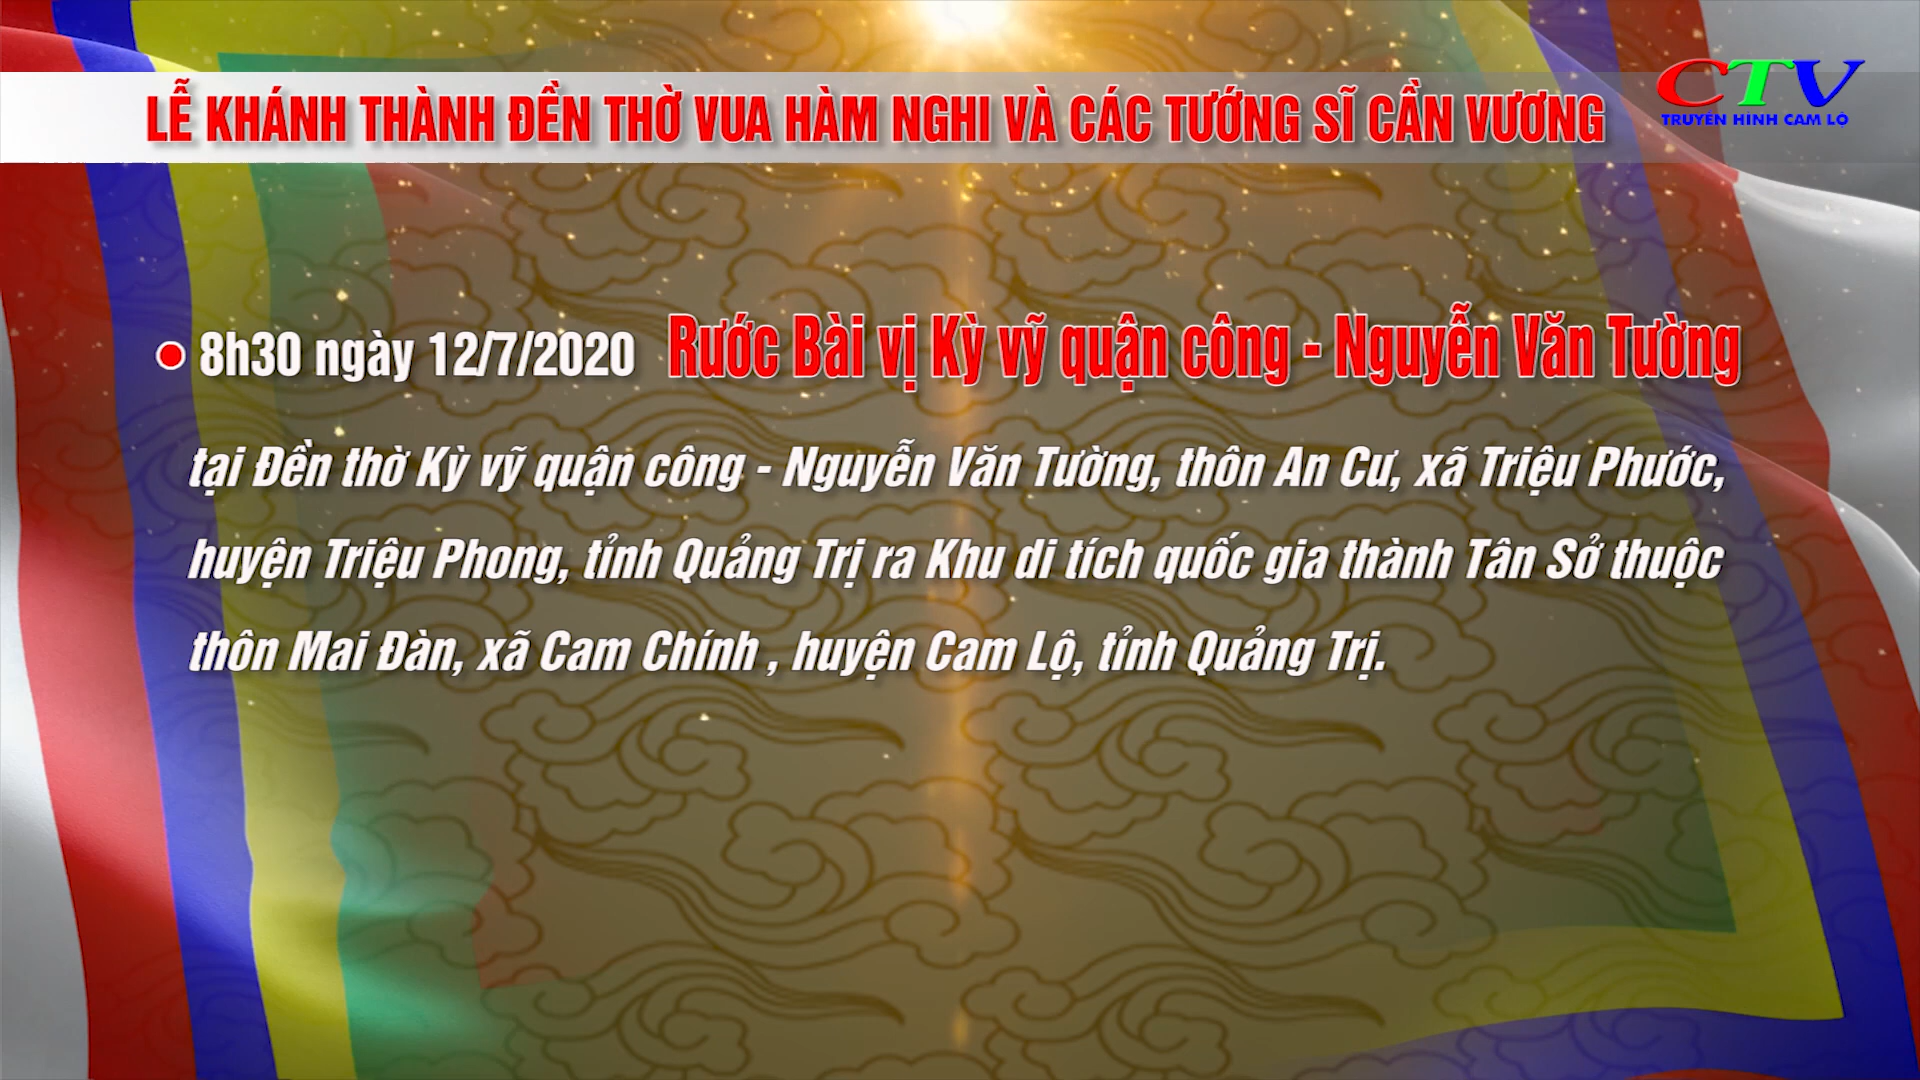 LỄ KHÁNH THÀNH ĐỀN THỜ VUA HÀM NGHI VÀ CÁC TƯỚNG SĨ CẦN VƯƠNG
CTV
TRUYỀN HÌNH CAM LỘ
8h30 ngày 12/7/2020 Rước Bài vị Kỳ vỹ quận công - Nguyễn Văn Tường
tại Đền thờ Kỳ vỹ quận công - Nguyễn Văn Tường, thôn An Cư, xã Triệu Phước,
huyện Triệu Phong, tỉnh Quảng Trị ra Khu di tích quốc gia thành Tân Sở thuộc
thôn Mai Đàn, xã Cam Chính , huyện Cam Lộ, tỉnh Quảng Trị.